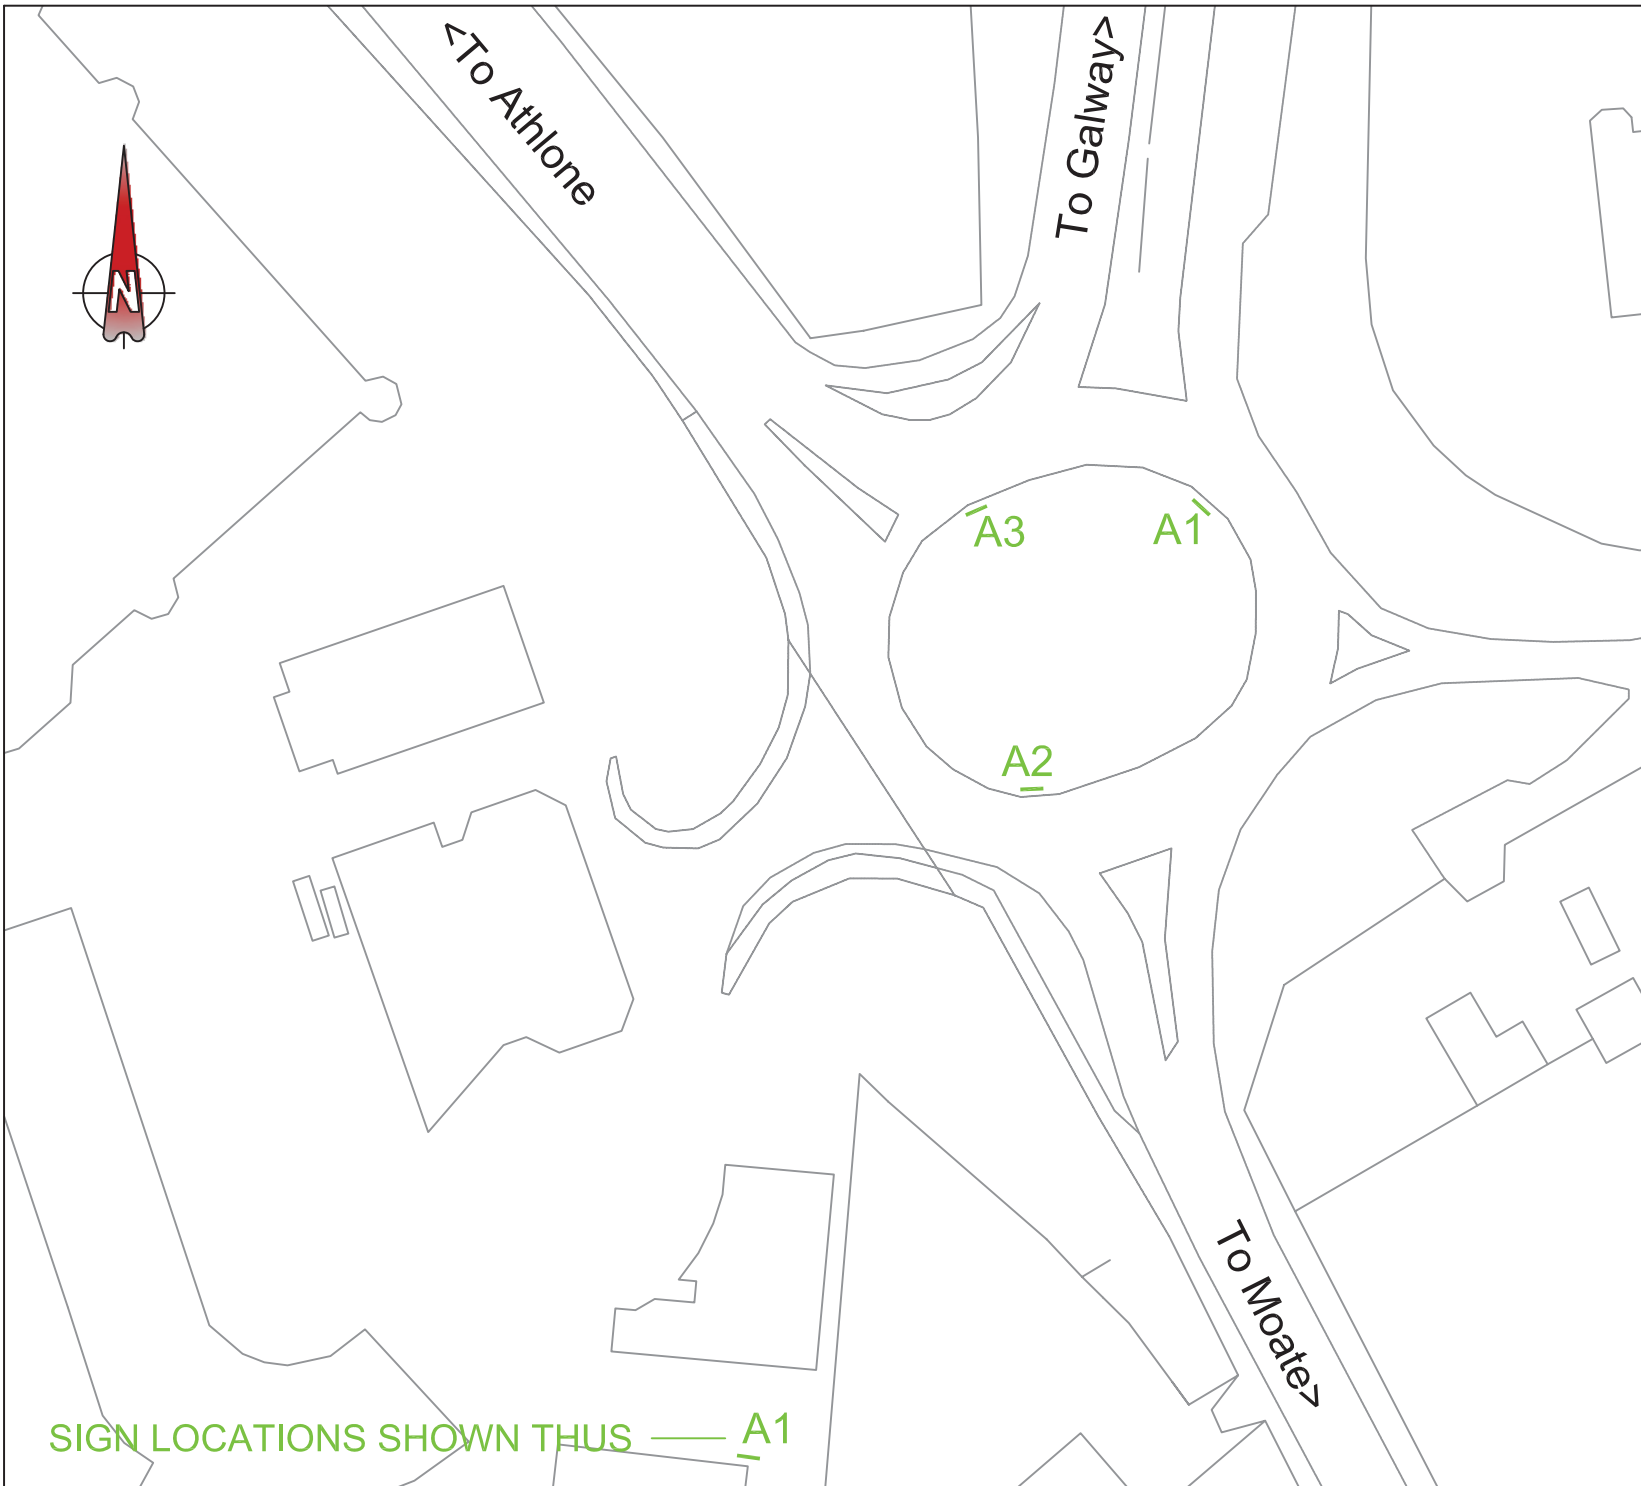 <To Athlone
To Galway>
N
A3
A1
A2
To Moate>
SIGN LOCATIONS SHOWN THUS
A1